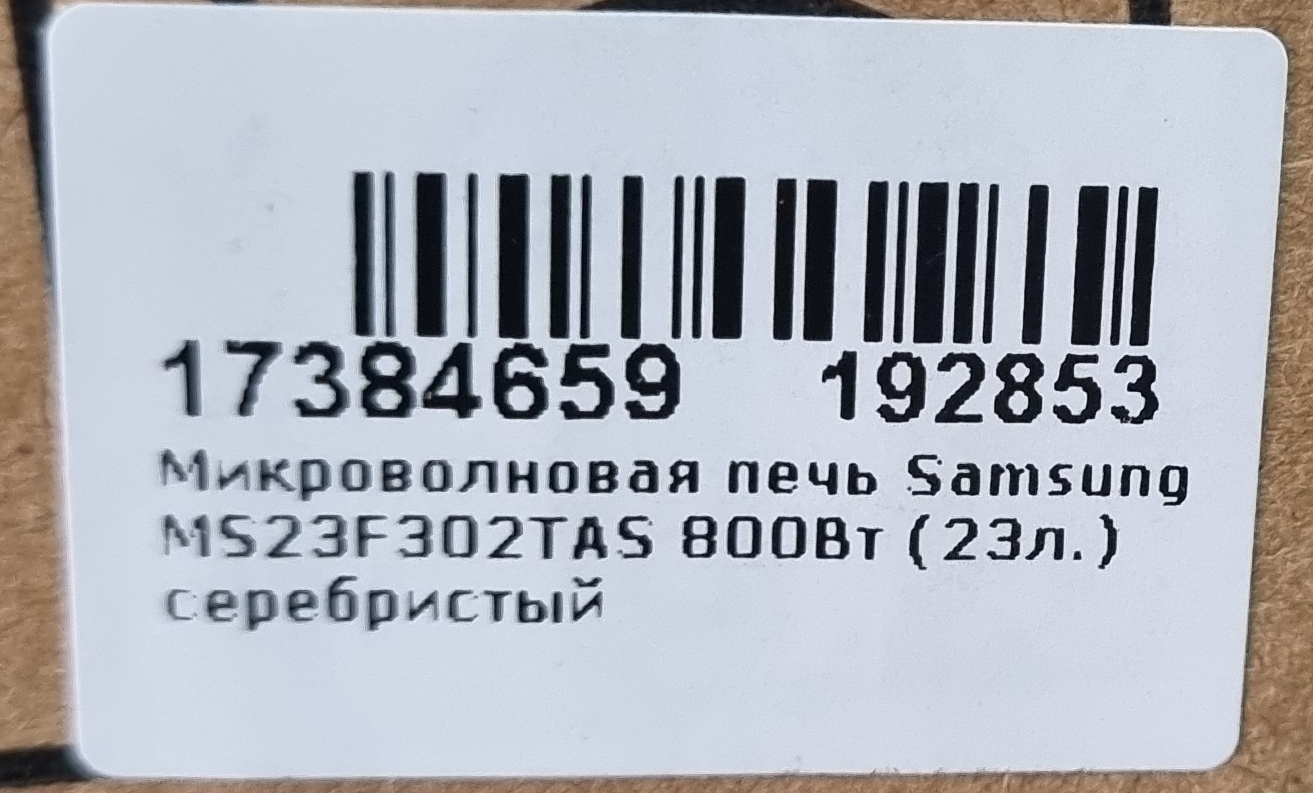 17384659 192853
Микроволновая печь Samsung
MS23F302TAS 800Вт (23л.)
серебристый